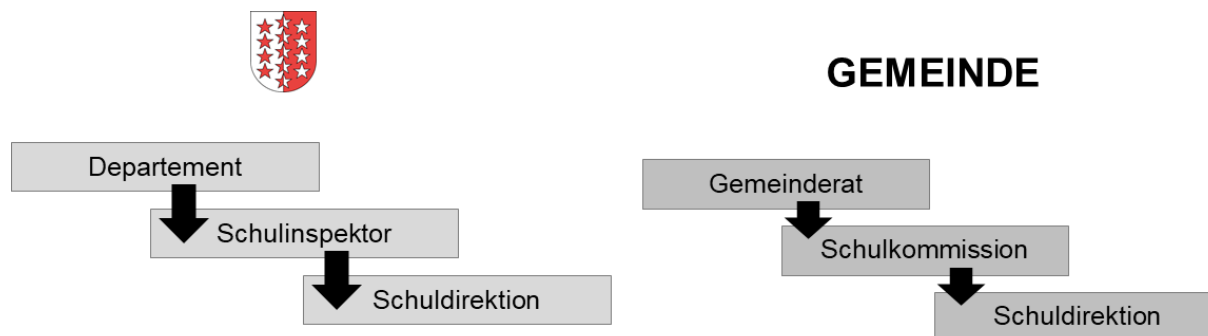 GEMEINDE
Departement
Schulinspektor
Schuldirektion
Gemeinderat
Schulkommission
Schuldirektion